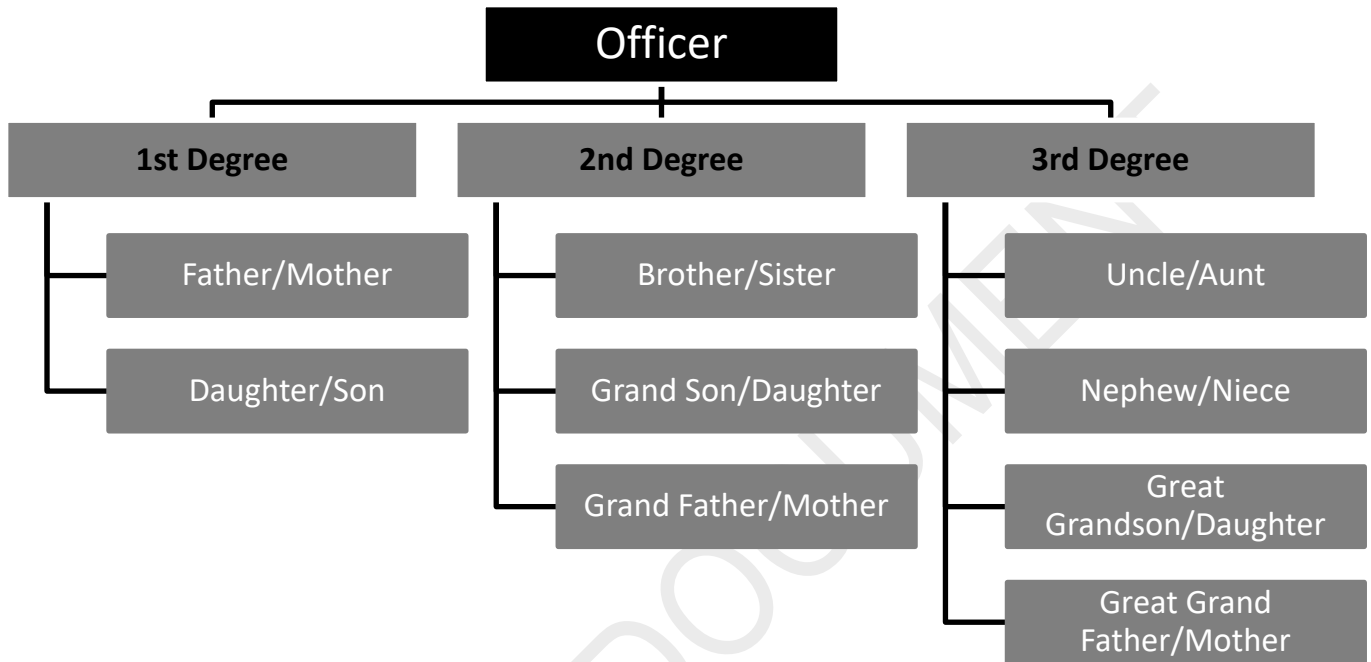 Officer
1st Degree
Father/Mother
Daughter/Son
2nd Degree
Brother/Sister
Grand Son/Daughter
Grand Father/Mother
3rd Degree
Uncle/Aunt
Nephew/Niece
Great
Grandson/Daughter
Great Grand
Father/Mother